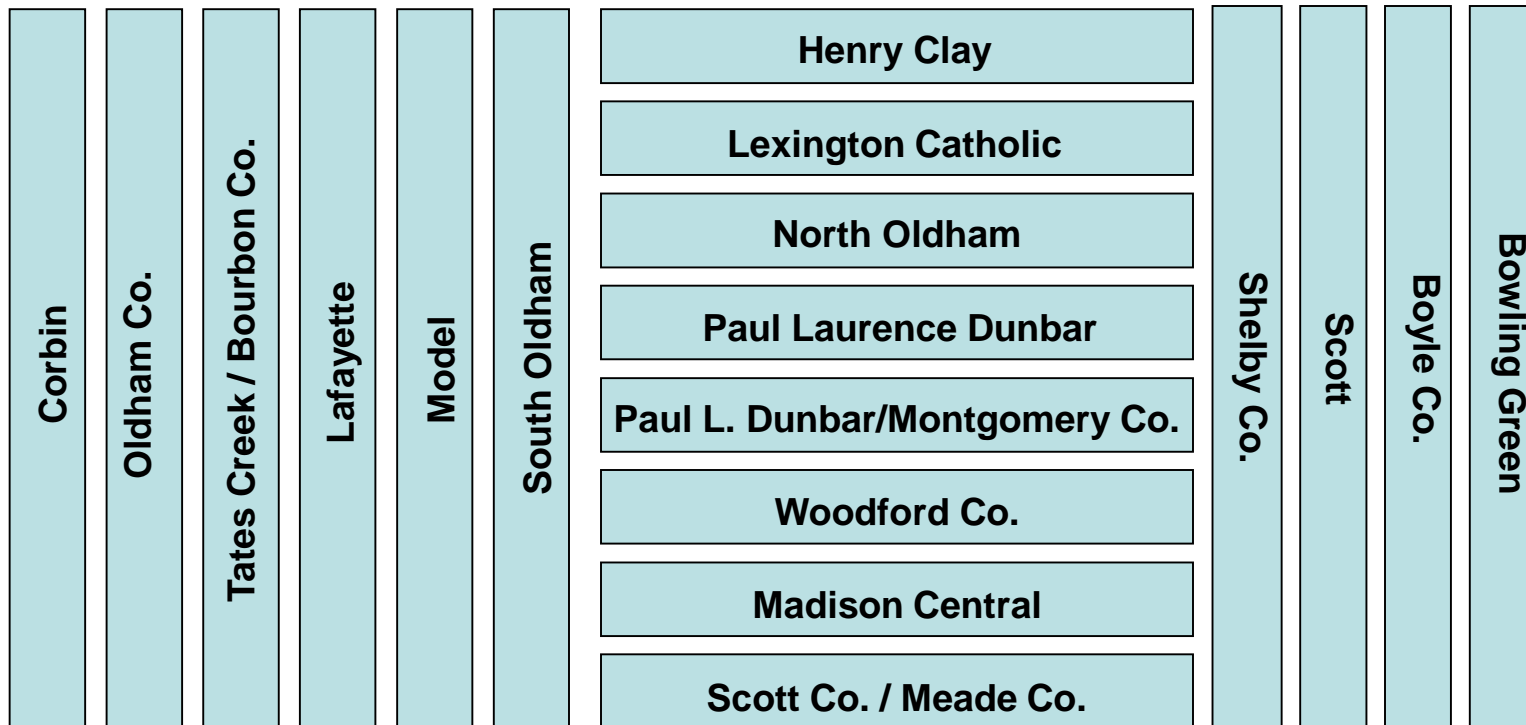 Corbin
Oldham Co.
Tates Creek / Bourbon Co.
Lafayette
Model
South Oldham
Henry Clay
Lexington Catholic
North Oldham
Paul Laurence Dunbar
Paul L. Dunbar/Montgomery Co.
Woodford Co.
Madison Central
Scott Co. / Meade Co.
Shelby Co.
Scott
Boyle Co.
Bowling Green